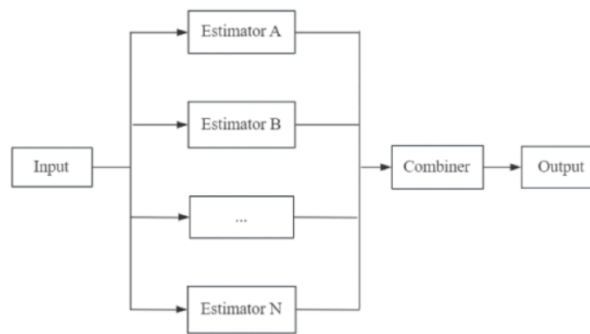 Estimator A
Estimator B
Input
Combiner
Output
...
Estimator N